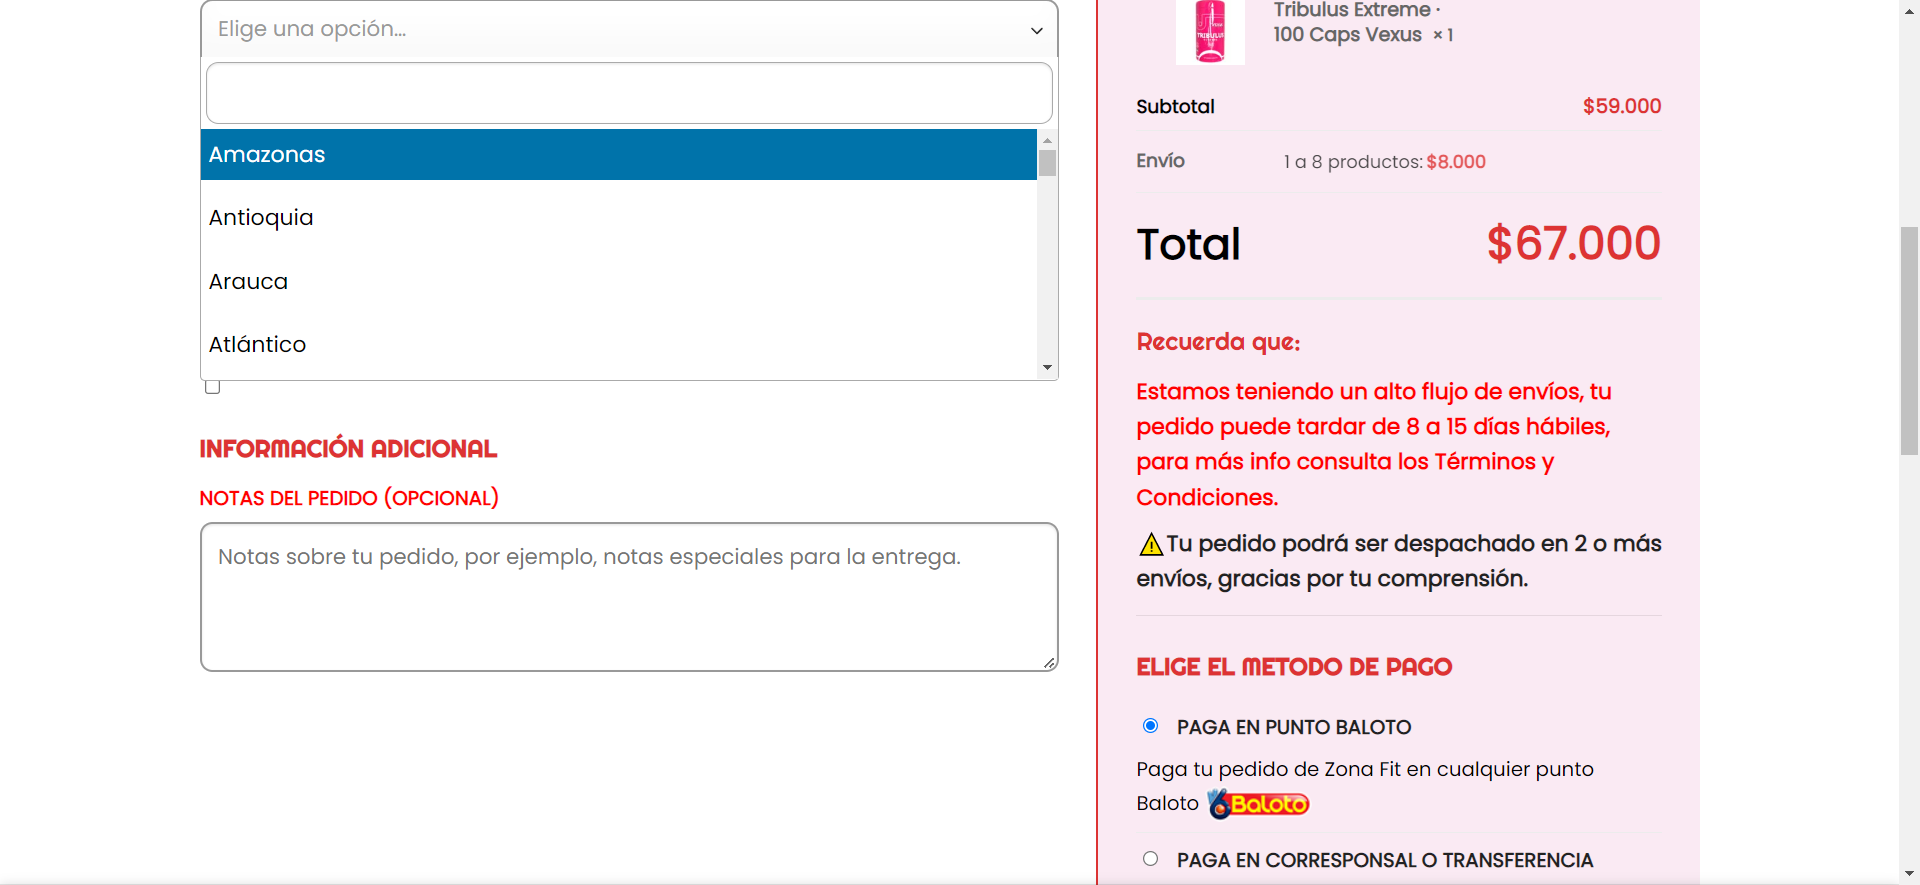 Elige una opción...
Amazonas
Antioquia
Arauca
Atlántico
INFORMACIÓN ADICIONAL
NOTAS DEL PEDIDO (OPCIONAL)
Notas sobre tu pedido, por ejemplo, notas especiales para la entrega.
Tribulus Extreme ·
100 Caps Vexus × 1
TRIBULUS
Subtotal $59.000
Envío 1 a 8 productos: $8.000
Total $67.000
Recuerda que:
Estamos teniendo un alto flujo de envíos, tu
pedido puede tardar de 8 a 15 días hábiles,
para más info consulta los Términos y
Condiciones.
⚠️Tu pedido podrá ser despachado en 2 o más
envíos, gracias por tu comprensión.
ELIGE EL METODO DE PAGO
PAGA EN PUNTO BALOTO
Paga tu pedido de Zona Fit en cualquier punto
Baloto Baloto
PAGA EN CORRESPONSAL O TRANSFERENCIA